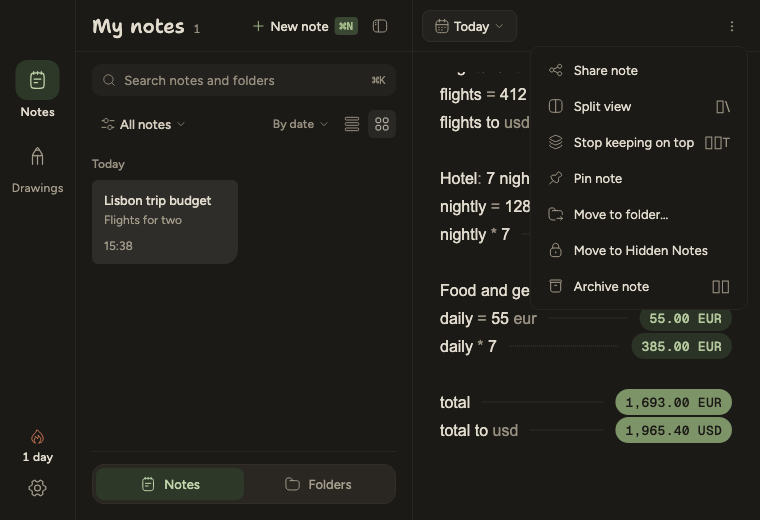 My notes 1
+ New note ⌘N
Today
Notes
Drawings
1 day
Search notes and folders ⌘K
All notes
By date
Today
Lisbon trip budget
Flights for two
15:38
Notes
Folders
flights = 412
flights to usd
Hotel: 7 nigh
nightly = 128
nightly * 7
Food and ge
daily = 55 eur 55.00 EUR
daily * 7 385.00 EUR
total 1,693.00 EUR
total to usd 1,965.40 USD
Share note
Split view \
Stop keeping on top T
Pin note
Move to folder...
Move to Hidden Notes
Archive note